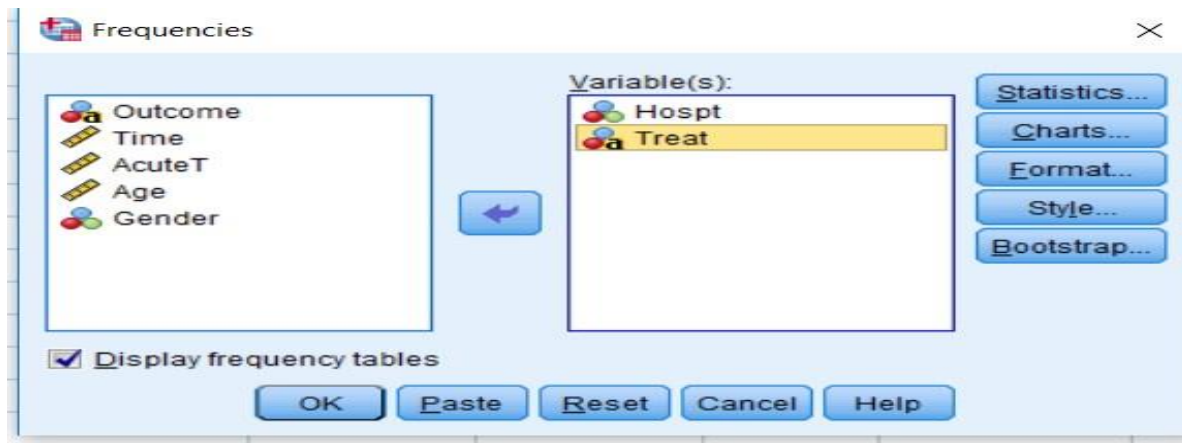 Frequencies
Outcome
Time
AcuteT
Age
Gender
Variable(s):
Hospt
Treat
Statistics...
Charts...
Format...
Style...
Bootstrap...
Display frequency tables
OK Paste Reset Cancel Help